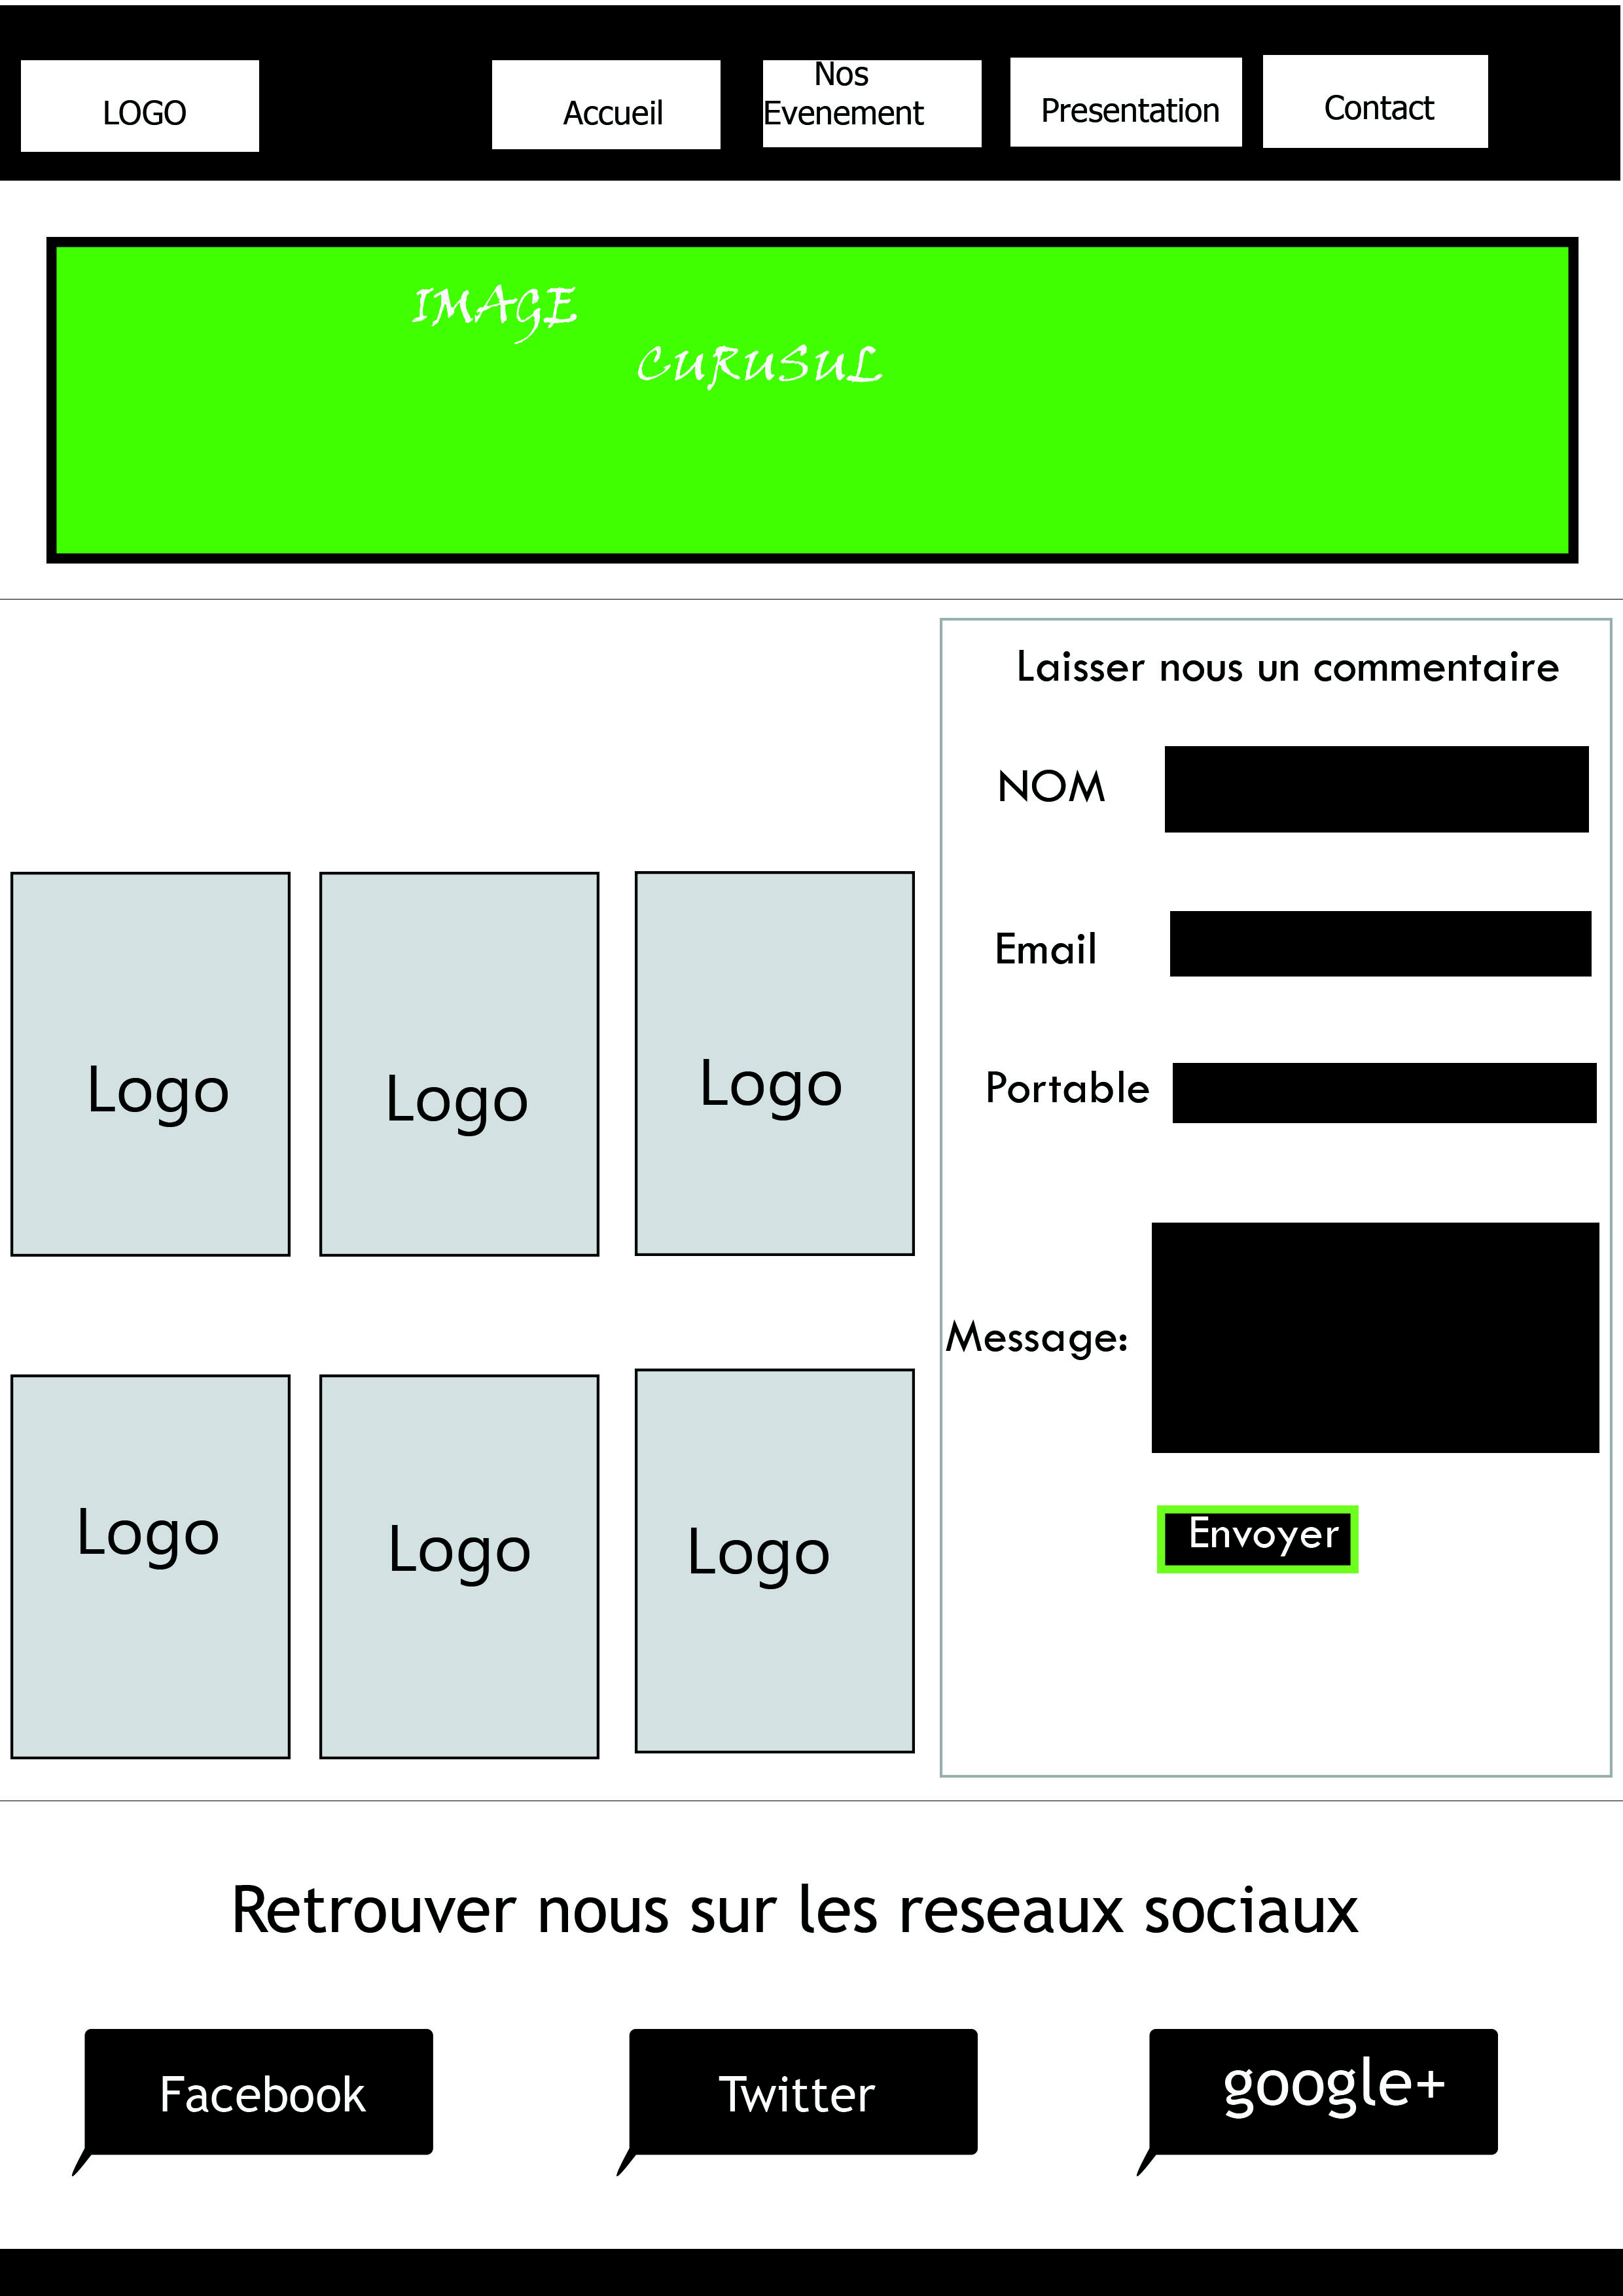 LOGO
Accueil
Nos
Evenement
Presentation
Contact
IMAGE
CURUSUL
Laisser nous un commentaire
NOM
Email
Portable
Logo
Logo
Logo
Message:
Logo
Logo
Logo
Envoyer
Retrouver nous sur les reseaux sociaux
Facebook
Twitter
google+